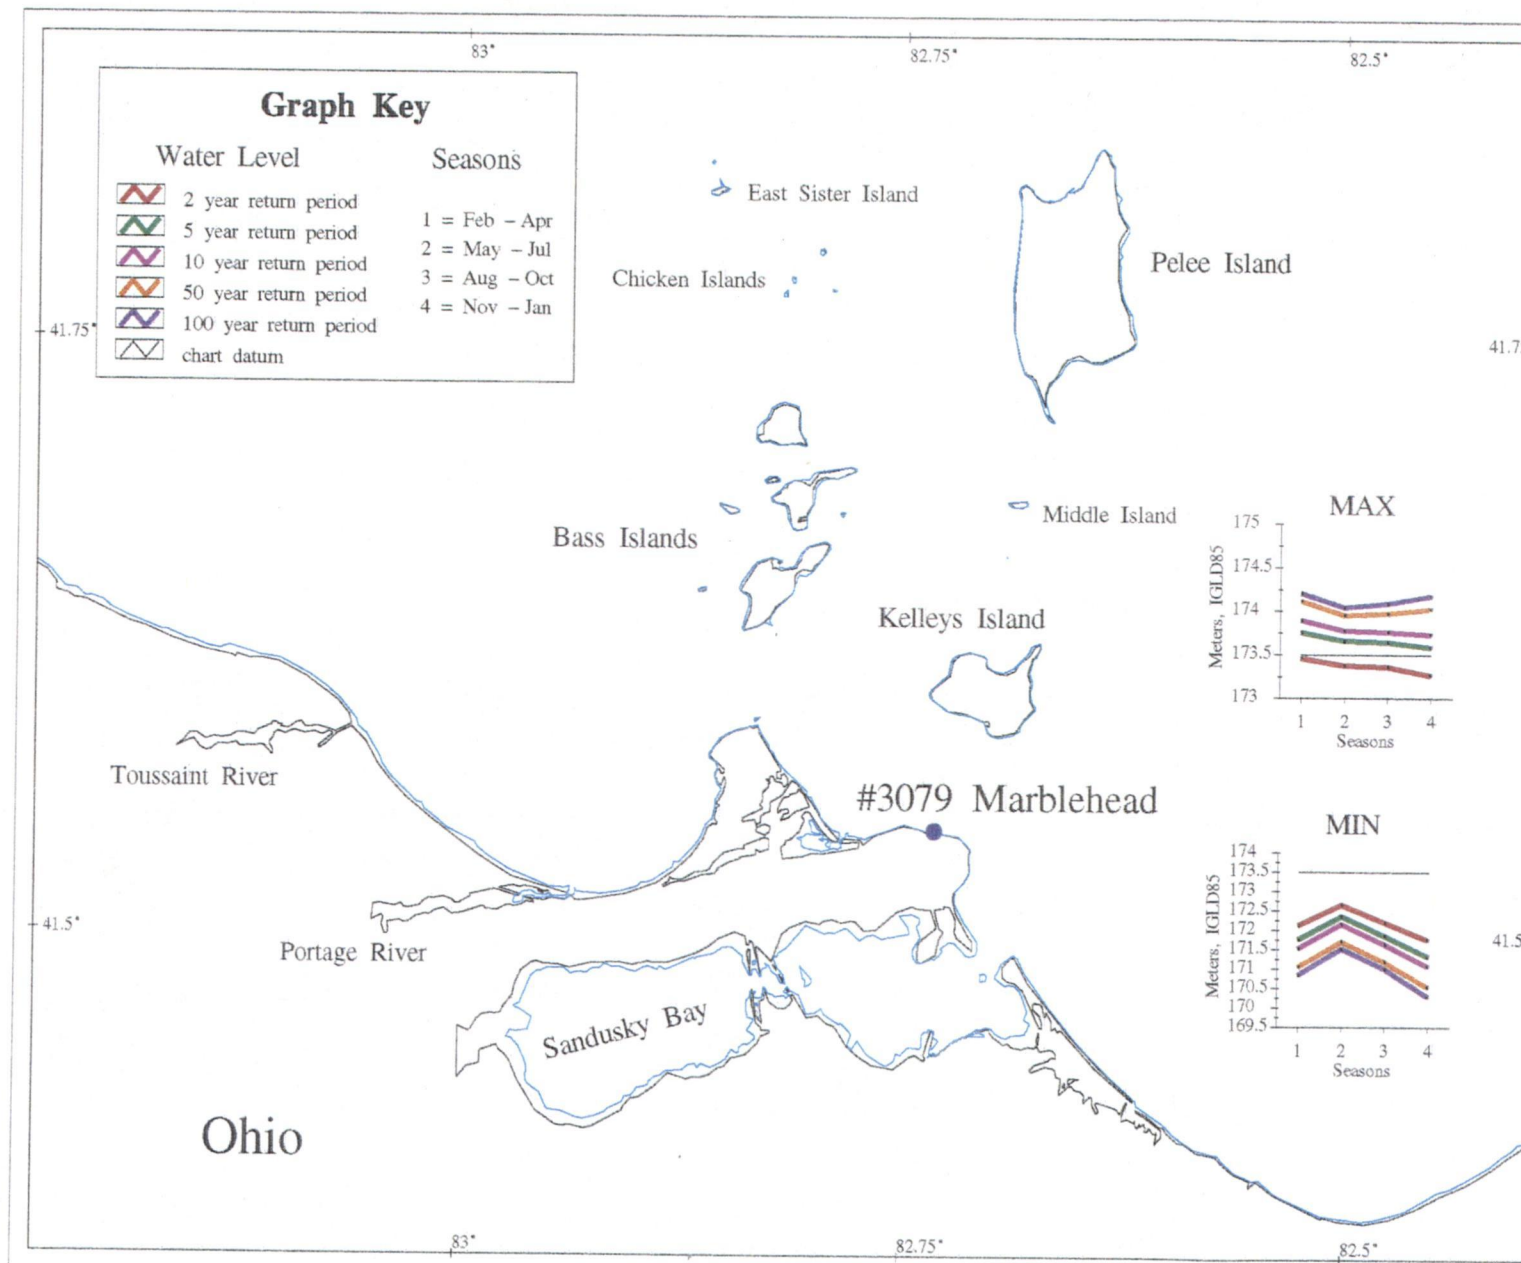 83°
82.75°
82.5°
Graph Key
Water Level
Seasons
2 year return period
5 year return period
10 year return period
50 year return period
100 year return period
chart datum
1 = Feb – Apr
2 = May – Jul
3 = Aug – Oct
4 = Nov – Jan
East Sister Island
Chicken Islands
Pelee Island
41.75°
41.7
Bass Islands
Middle Island
Kelleys Island
MAX
175
174.5
174
173.5
173
Meters, IGLD85
1 2 3 4
Seasons
Toussaint River
#3079 Marblehead
MIN
174
173.5
173
172.5
172
171.5
171
170.5
170
169.5
Meters, IGLD85
1 2 3 4
Seasons
41.5°
41.5
Portage River
Sandusky Bay
Ohio
83°
82.75°
82.5°